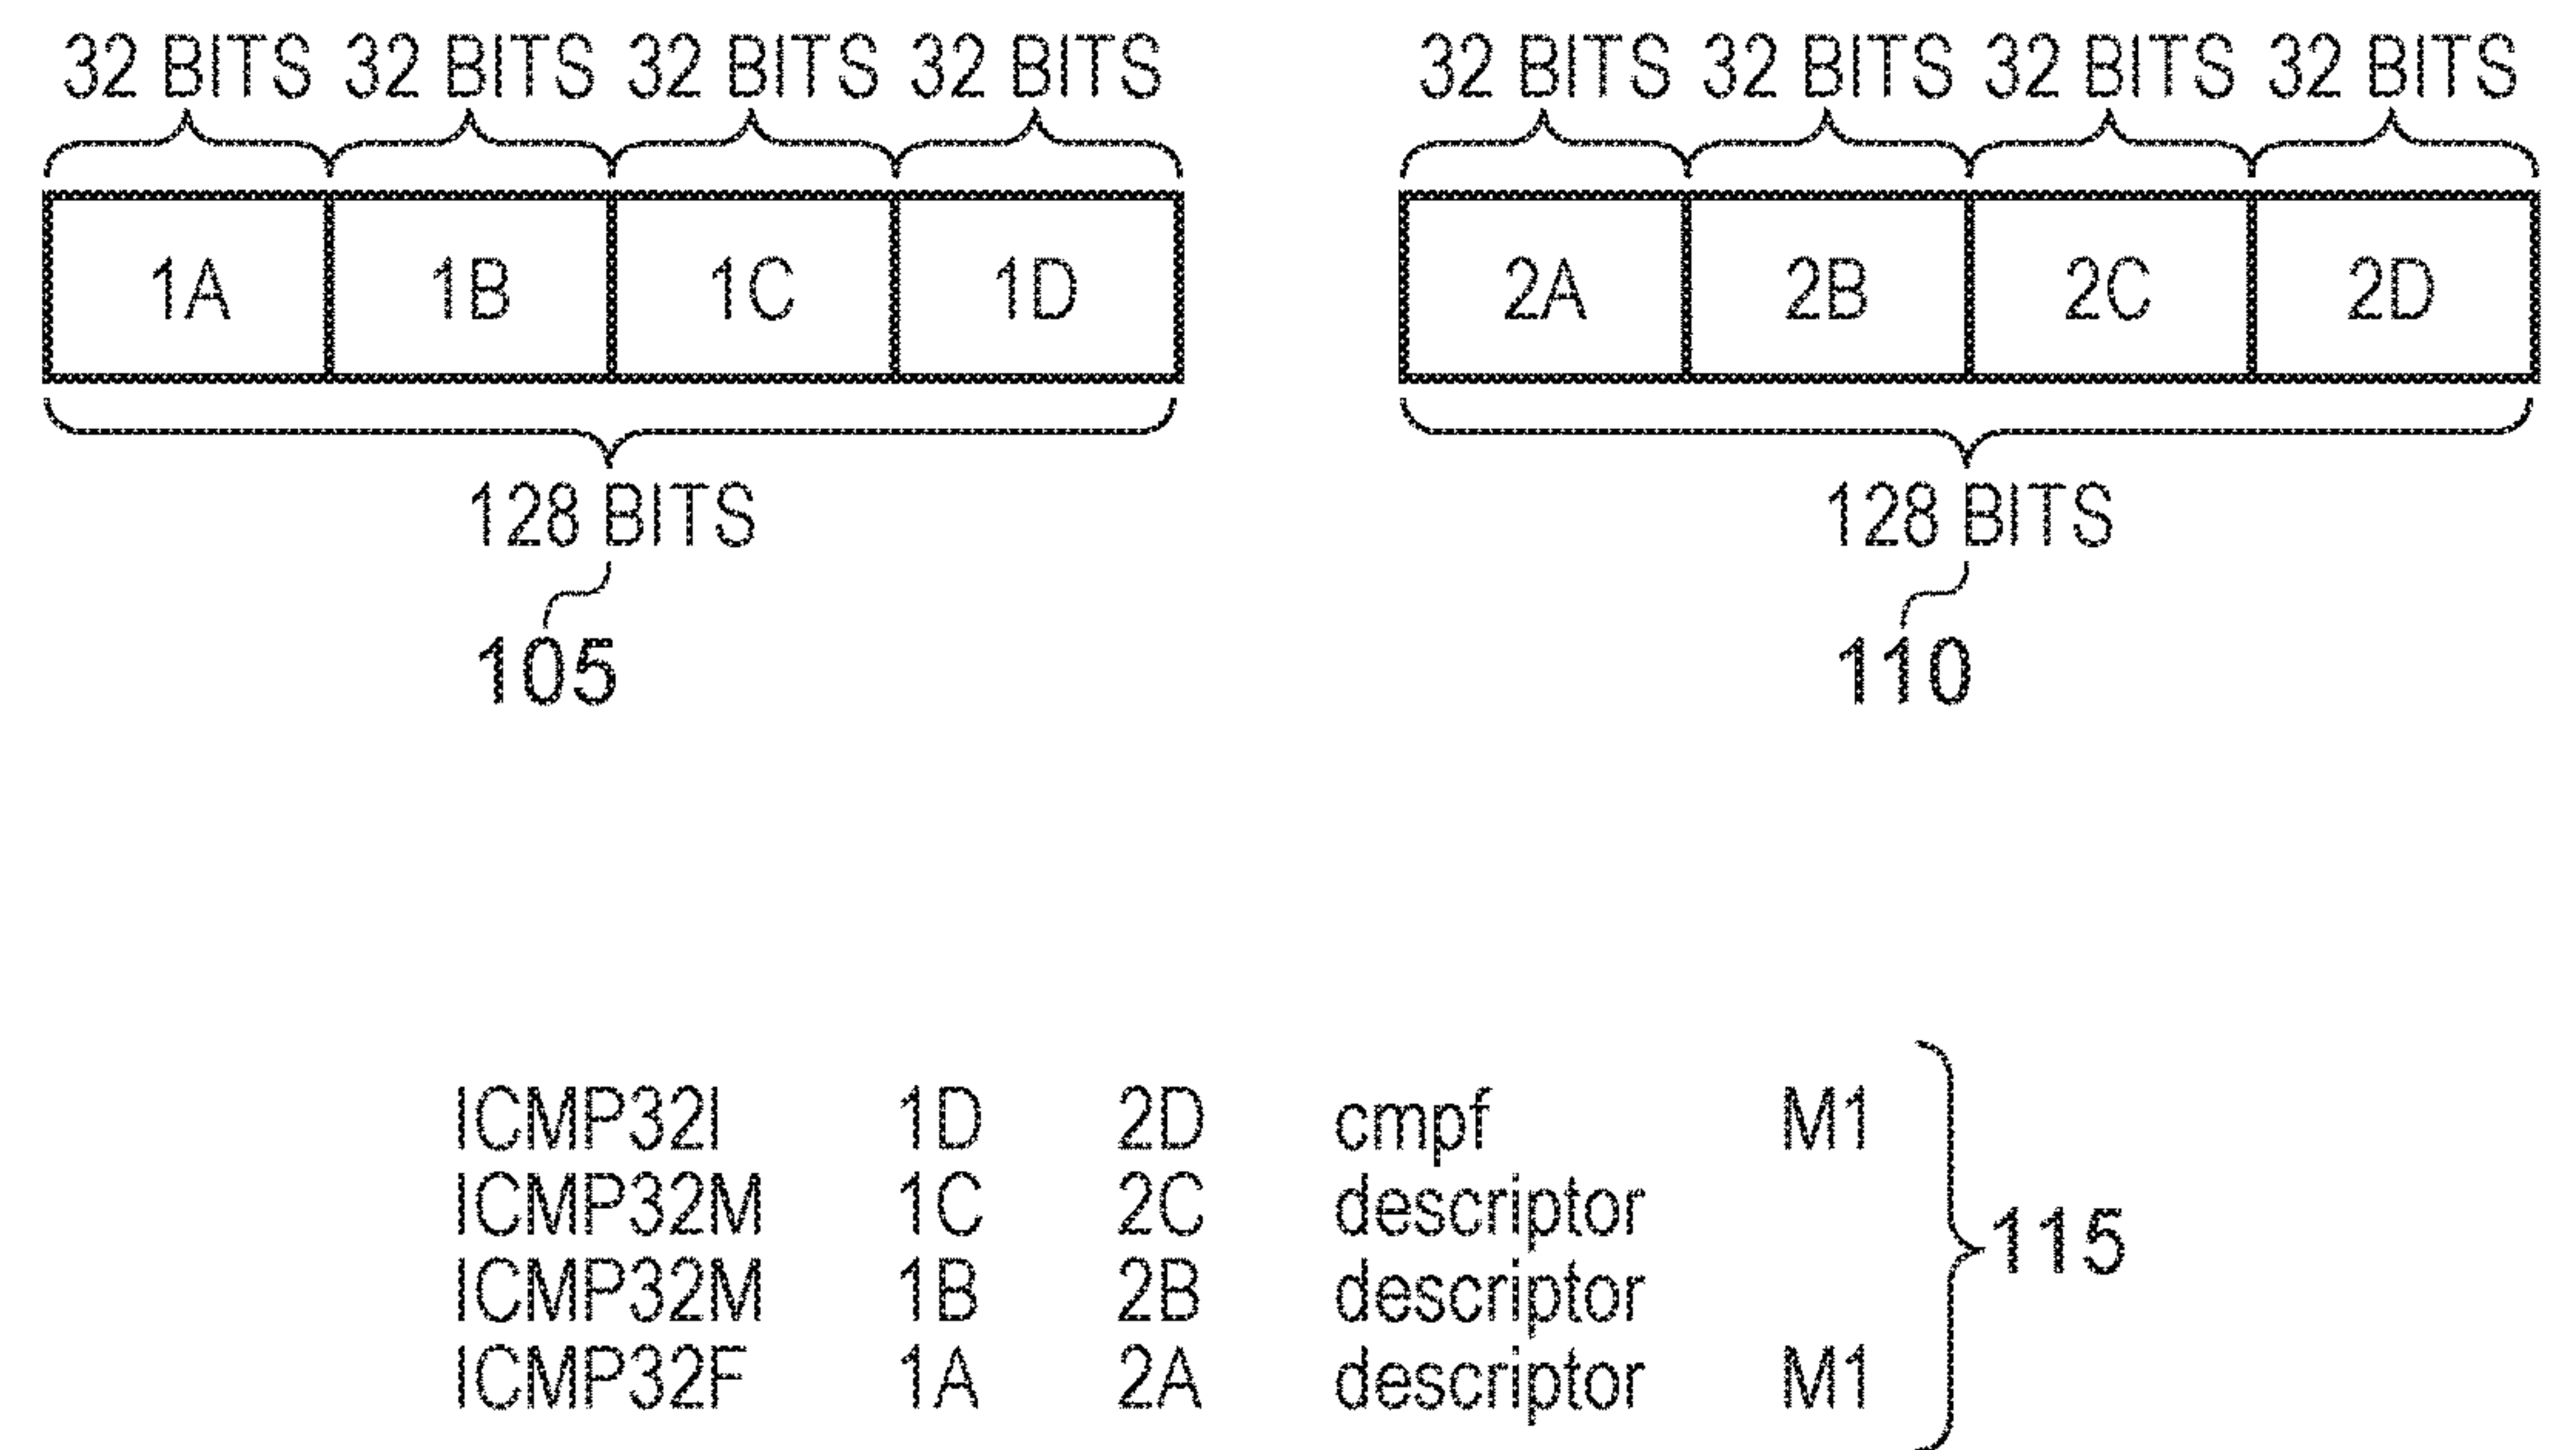 32 BITS 32 BITS 32 BITS 32 BITS 32 BITS 32 BITS 32 BITS 32 BITS
1A 1B 1C 1D 2A 2B 2C 2D
128 BITS 128 BITS
105 110
ICMP32I 1D 2D cmpf M1
ICMP32M 1C 2C descriptor
ICMP32M 1B 2B descriptor
ICMP32F 1A 2A descriptor M1
115